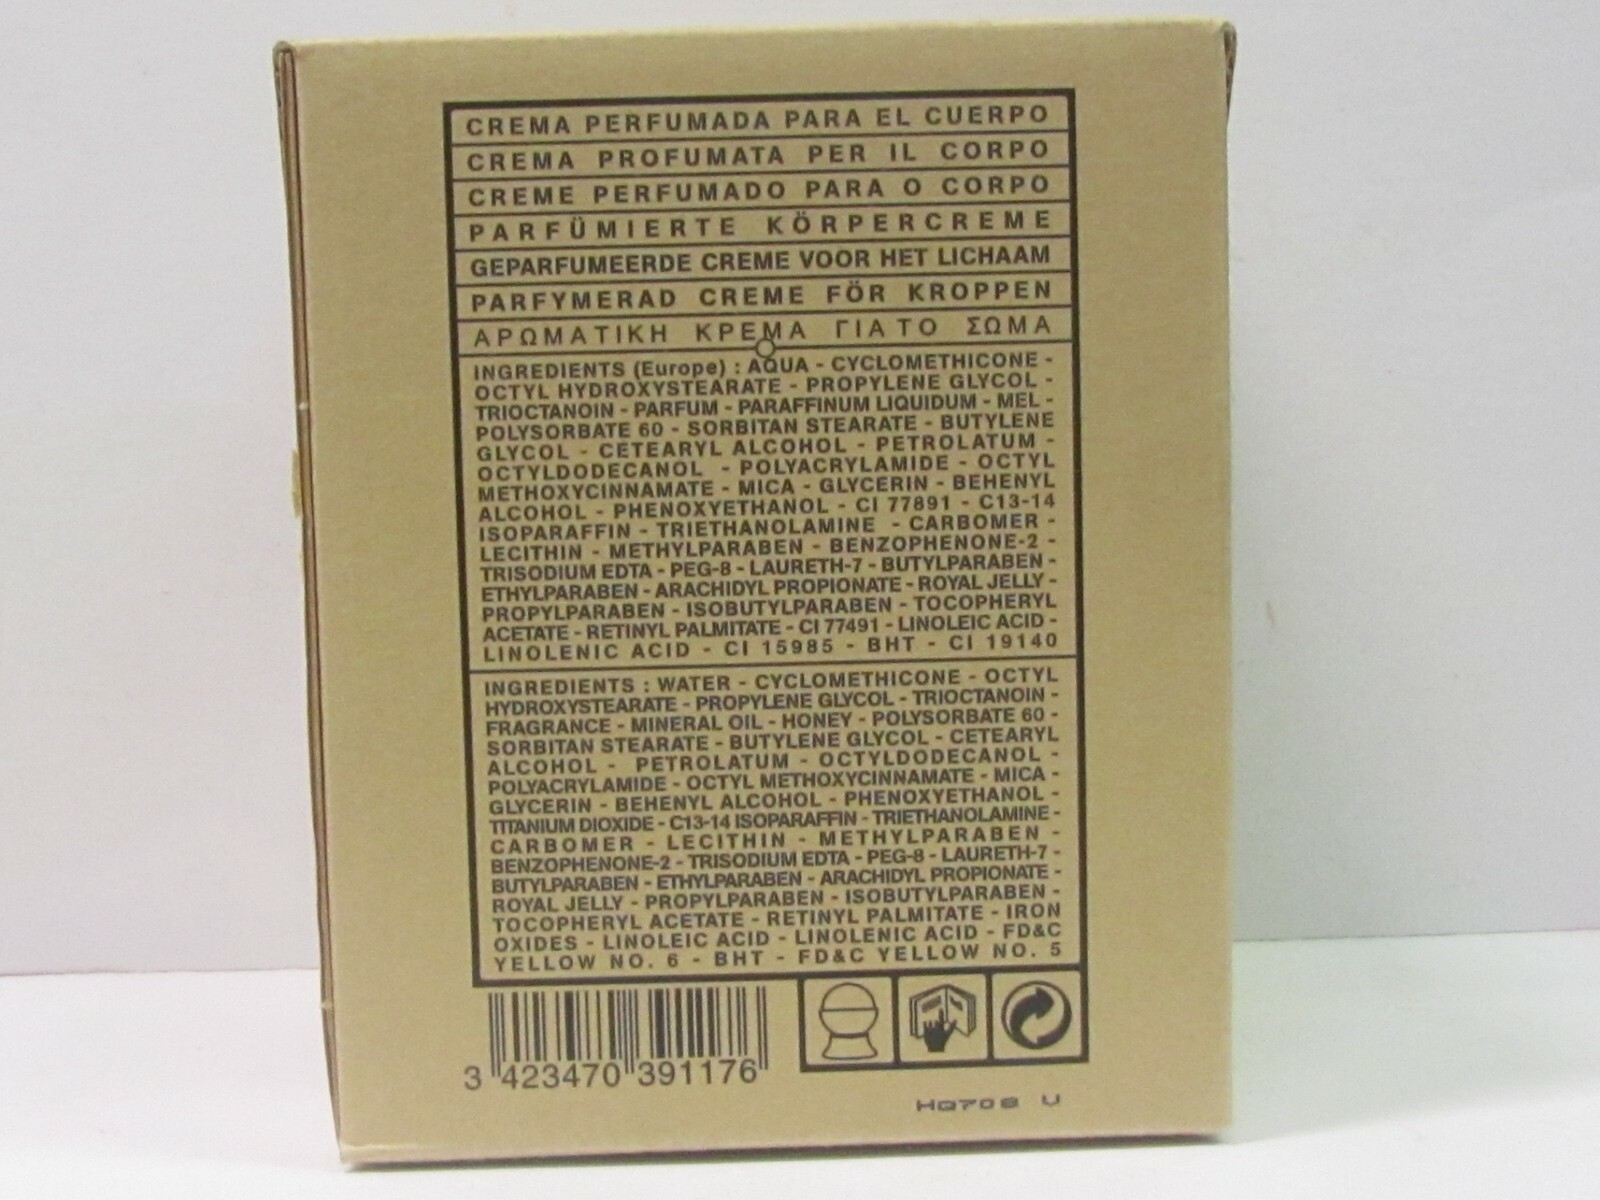 CREMA PERFUMADA PARA EL CUERPO
CREMA PROFUMATA PER IL CORPO
CREME PERFUMADO PARA O CORPO
PARFÜMIERTE KÖRPERCREME
GEPARFUMEERDE CREME VOOR HET LICHAAM
PARFYMERAD CREME FÖR KROPPEN
ΑΡΩΜΑΤΙΚΗ ΚΡΕΜΑ ΓΙΑ ΤΟ ΣΩΜΑ
INGREDIENTS (Europe) : AQUA - CYCLOMETHICONE -
OCTYL HYDROXYSTEARATE - PROPYLENE GLYCOL -
TRIOCTANOIN - PARFUM - PARAFFINUM LIQUIDUM - MEL -
POLYSORBATE 60 - SORBITAN STEARATE - BUTYLENE
GLYCOL - CETEARYL ALCOHOL - PETROLATUM -
OCTYLDODECANOL - POLYACRYLAMIDE - OCTYL
METHOXYCINNAMATE - MICA - GLYCERIN - BEHENYL
ALCOHOL - PHENOXYETHANOL - CI 77891 - C13-14
ISOPARAFFIN - TRIETHANOLAMINE - CARBOMER -
LECITHIN - METHYLPARABEN - BENZOPHENONE-2 -
TRISODIUM EDTA - PEG-8 - LAURETH-7 - BUTYLPARABEN -
ETHYLPARABEN - ARACHIDYL PROPIONATE - ROYAL JELLY -
PROPYLPARABEN - ISOBUTYLPARABEN - TOCOPHERYL
ACETATE - RETINYL PALMITATE - CI 77491 - LINOLEIC ACID -
LINOLENIC ACID - CI 15985 - BHT - CI 19140
INGREDIENTS : WATER - CYCLOMETHICONE - OCTYL
HYDROXYSTEARATE - PROPYLENE GLYCOL - TRIOCTANOIN -
FRAGRANCE - MINERAL OIL - HONEY - POLYSORBATE 60 -
SORBITAN STEARATE - BUTYLENE GLYCOL - CETEARYL
ALCOHOL - PETROLATUM - OCTYLDODECANOL -
POLYACRYLAMIDE - OCTYL METHOXYCINNAMATE - MICA -
GLYCERIN - BEHENYL ALCOHOL - PHENOXYETHANOL -
TITANIUM DIOXIDE - C13-14 ISOPARAFFIN - TRIETHANOLAMINE -
CARBOMER - LECITHIN - METHYLPARABEN -
BENZOPHENONE-2 - TRISODIUM EDTA - PEG-8 - LAURETH-7 -
BUTYLPARABEN - ETHYLPARABEN - ARACHIDYL PROPIONATE -
ROYAL JELLY - PROPYLPARABEN - ISOBUTYLPARABEN -
TOCOPHERYL ACETATE - RETINYL PALMITATE - IRON
OXIDES - LINOLEIC ACID - LINOLENIC ACID - FD&C
YELLOW NO. 6 - BHT - FD&C YELLOW NO. 5
3 423470 391176